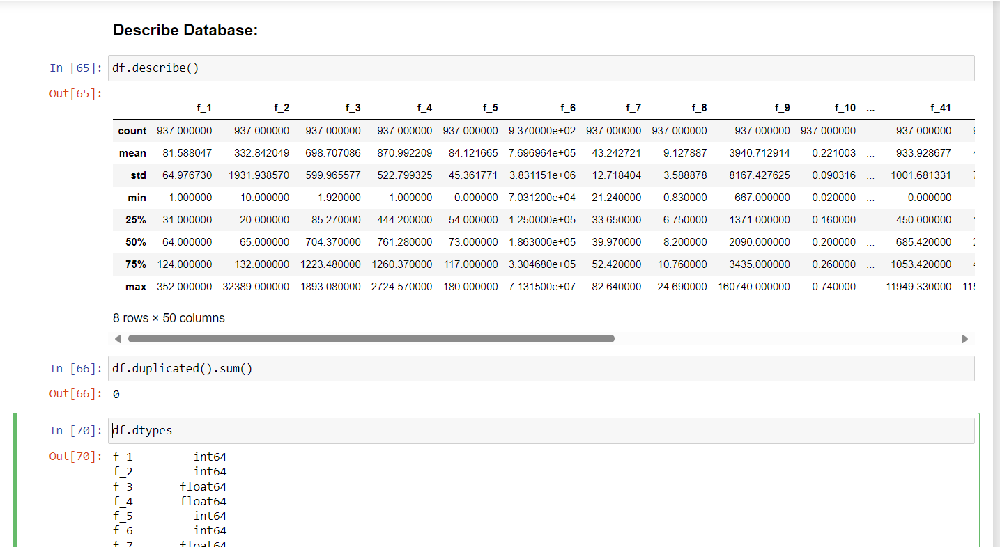 Describe Database:
In [65]: df.describe()
Out[65]:
f_1 f_2 f_3 f_4 f_5 f_6 f_7 f_8 f_9 f_10 ... f_41
count 937.000000 937.000000 937.000000 937.000000 937.000000 9.370000e+02 937.000000 937.000000 937.000000 937.000000 ... 937.000000
mean 81.588047 332.842049 698.707086 870.992209 84.121665 7.696964e+05 43.242721 9.127887 3940.712914 0.221003 ... 933.928677
std 64.976730 1931.938570 599.965577 522.799325 45.361771 3.831151e+06 12.718404 3.588878 8167.427625 0.090316 ... 1001.681331
min 1.000000 10.000000 1.920000 1.000000 0.000000 7.031200e+04 21.240000 0.830000 667.000000 0.020000 ... 0.000000
25% 31.000000 20.000000 85.270000 444.200000 54.000000 1.250000e+05 33.650000 6.750000 1371.000000 0.160000 ... 450.000000
50% 64.000000 65.000000 704.370000 761.280000 73.000000 1.863000e+05 39.970000 8.200000 2090.000000 0.200000 ... 685.420000
75% 124.000000 132.000000 1223.480000 1260.370000 117.000000 3.304680e+05 52.420000 10.760000 3435.000000 0.260000 ... 1053.420000
max 352.000000 32389.000000 1893.080000 2724.570000 180.000000 7.131500e+07 82.640000 24.690000 160740.000000 0.740000 ... 11949.330000
8 rows × 50 columns
In [66]: df.duplicated().sum()
Out[66]: 0
In [70]: df.dtypes
Out[70]: f_1 int64
f_2 int64
f_3 float64
f_4 float64
f_5 int64
f_6 int64
f_7 float64